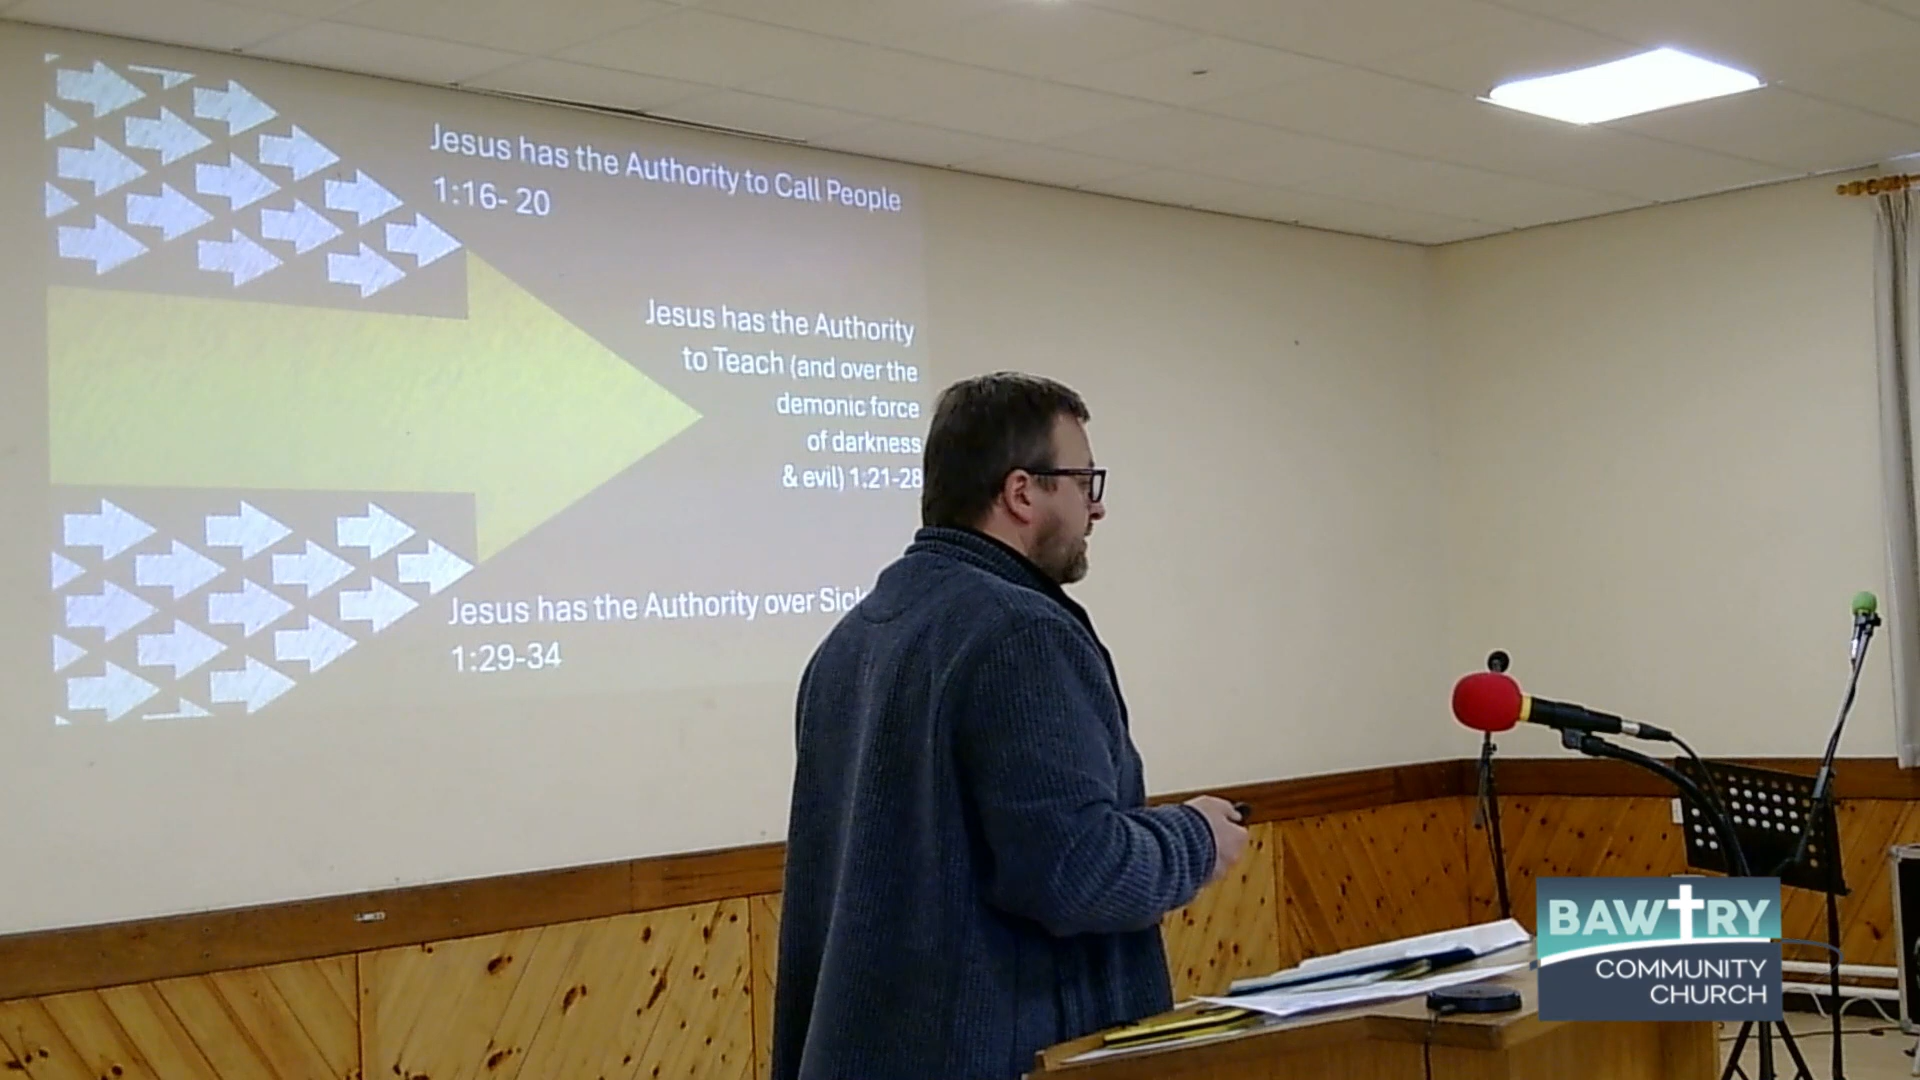 Jesus has the Authority to Call People
1:16- 20
Jesus has the Authority
to Teach (and over the
demonic force
of darkness
& evil) 1:21-28
Jesus has the Authority over
1:29-34
BAWTRY
COMMUNITY
CHURCH